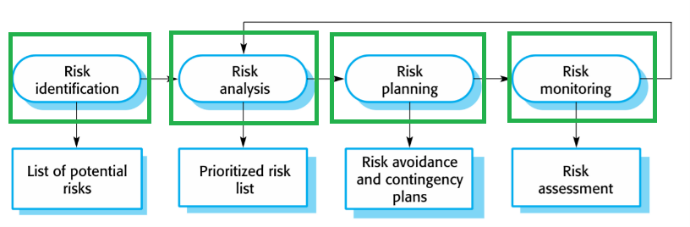 Risk
identification
Risk
analysis
Risk
planning
Risk
monitoring
List of potential
risks
Prioritized risk
list
Risk avoidance
and contingency
plans
Risk
assessment